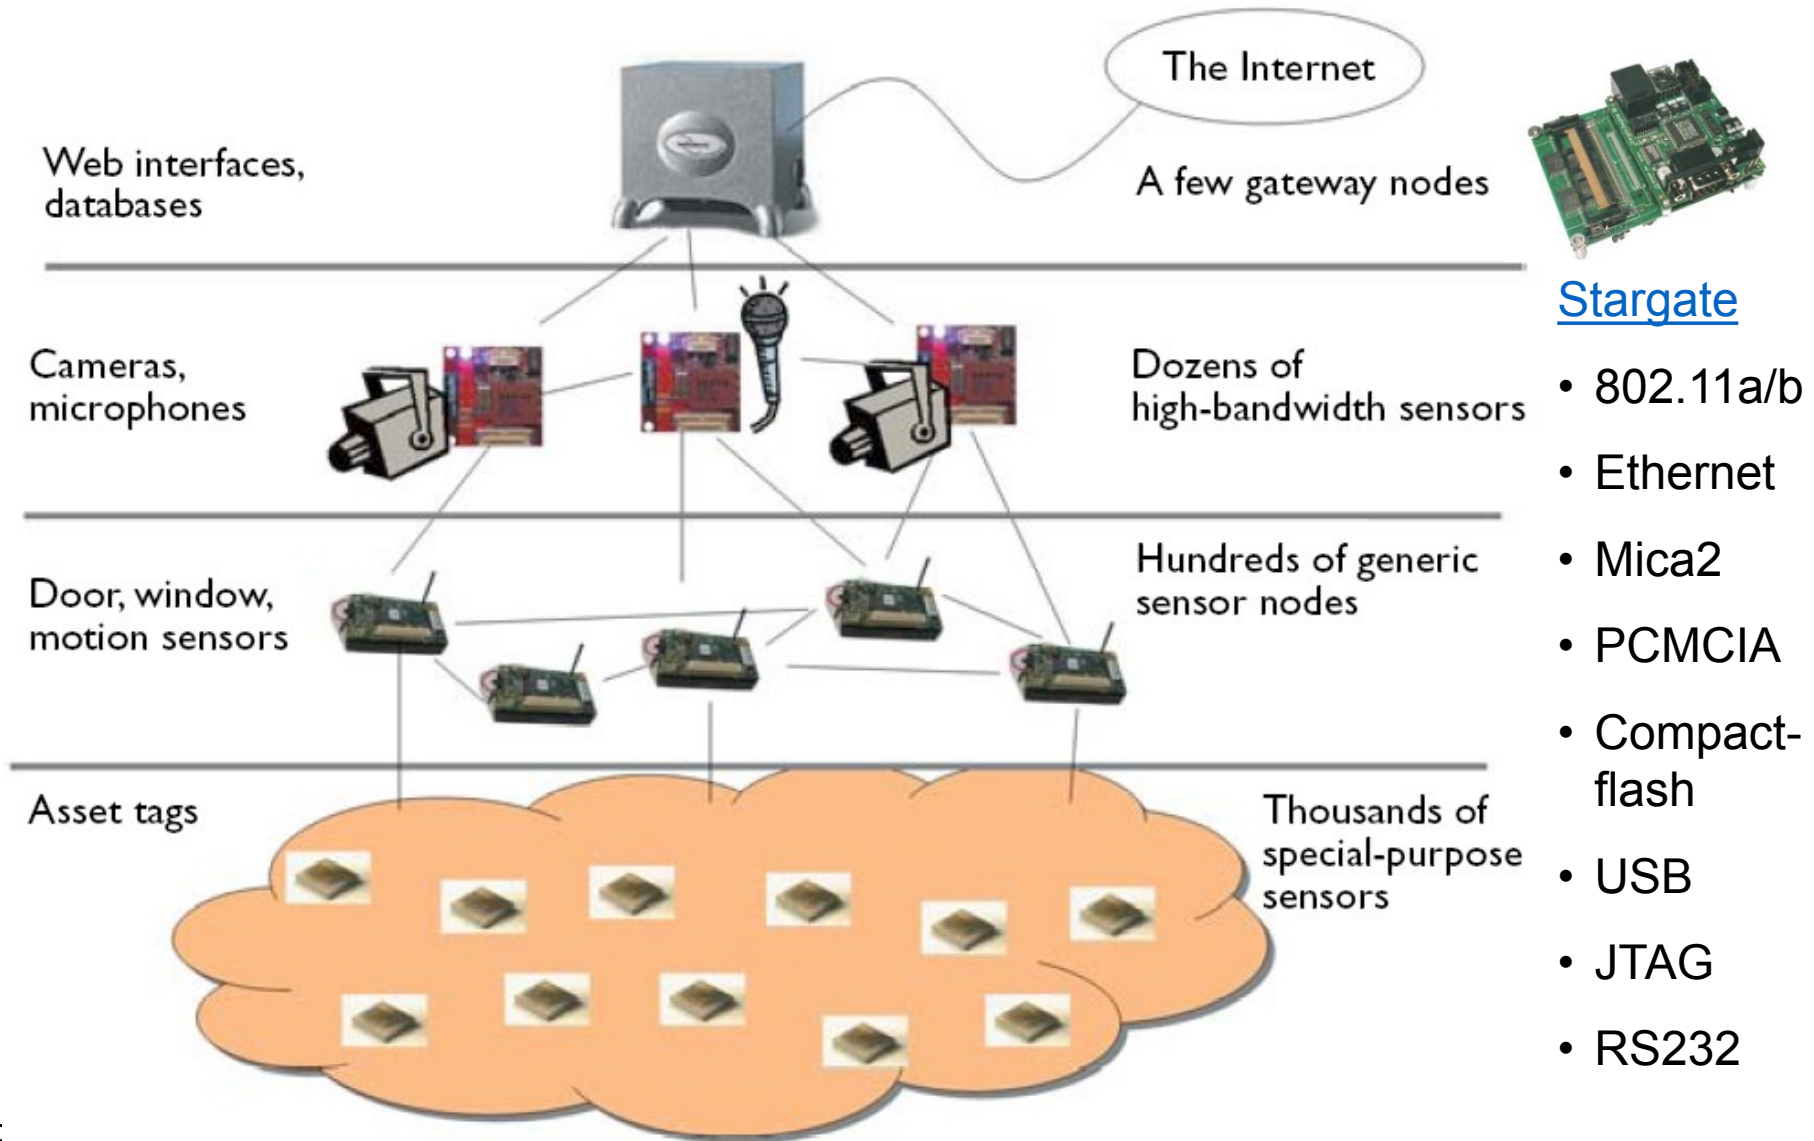 The Internet
Web interfaces,
databases
A few gateway nodes
Stargate
Cameras,
microphones
Dozens of
high-bandwidth sensors
• 802.11a/b
• Ethernet
• Mica2
• PCMCIA
• Compact-
flash
• USB
• JTAG
• RS232
Door, window,
motion sensors
Hundreds of generic
sensor nodes
Asset tags
Thousands of
special-purpose
sensors